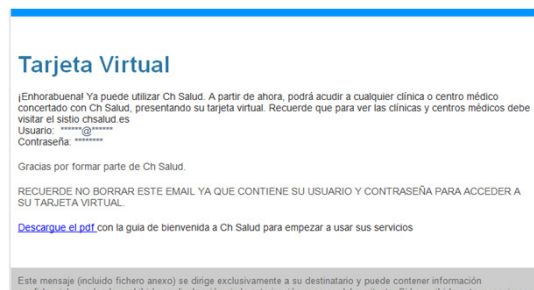 Tarjeta Virtual
¡Enhorabuena! Ya puede utilizar Ch Salud. A partir de ahora, podrá acudir a cualquier clínica o centro médico
concertado con Ch Salud, presentando su tarjeta virtual. Recuerde que para ver las clínicas y centros médicos debe
visitar el sistio chsalud.es
Usuario: ******@******
Contraseña: ********
Gracias por formar parte de Ch Salud.
RECUERDE NO BORRAR ESTE EMAIL YA QUE CONTIENE SU USUARIO Y CONTRASEÑA PARA ACCEDER A
SU TARJETA VIRTUAL.
Descargue el pdf con la guia de bienvenida a Ch Salud para empezar a usar sus servicios
Este mensaje (incluido fichero anexo) se dirige exclusivamente a su destinatario y puede contener información